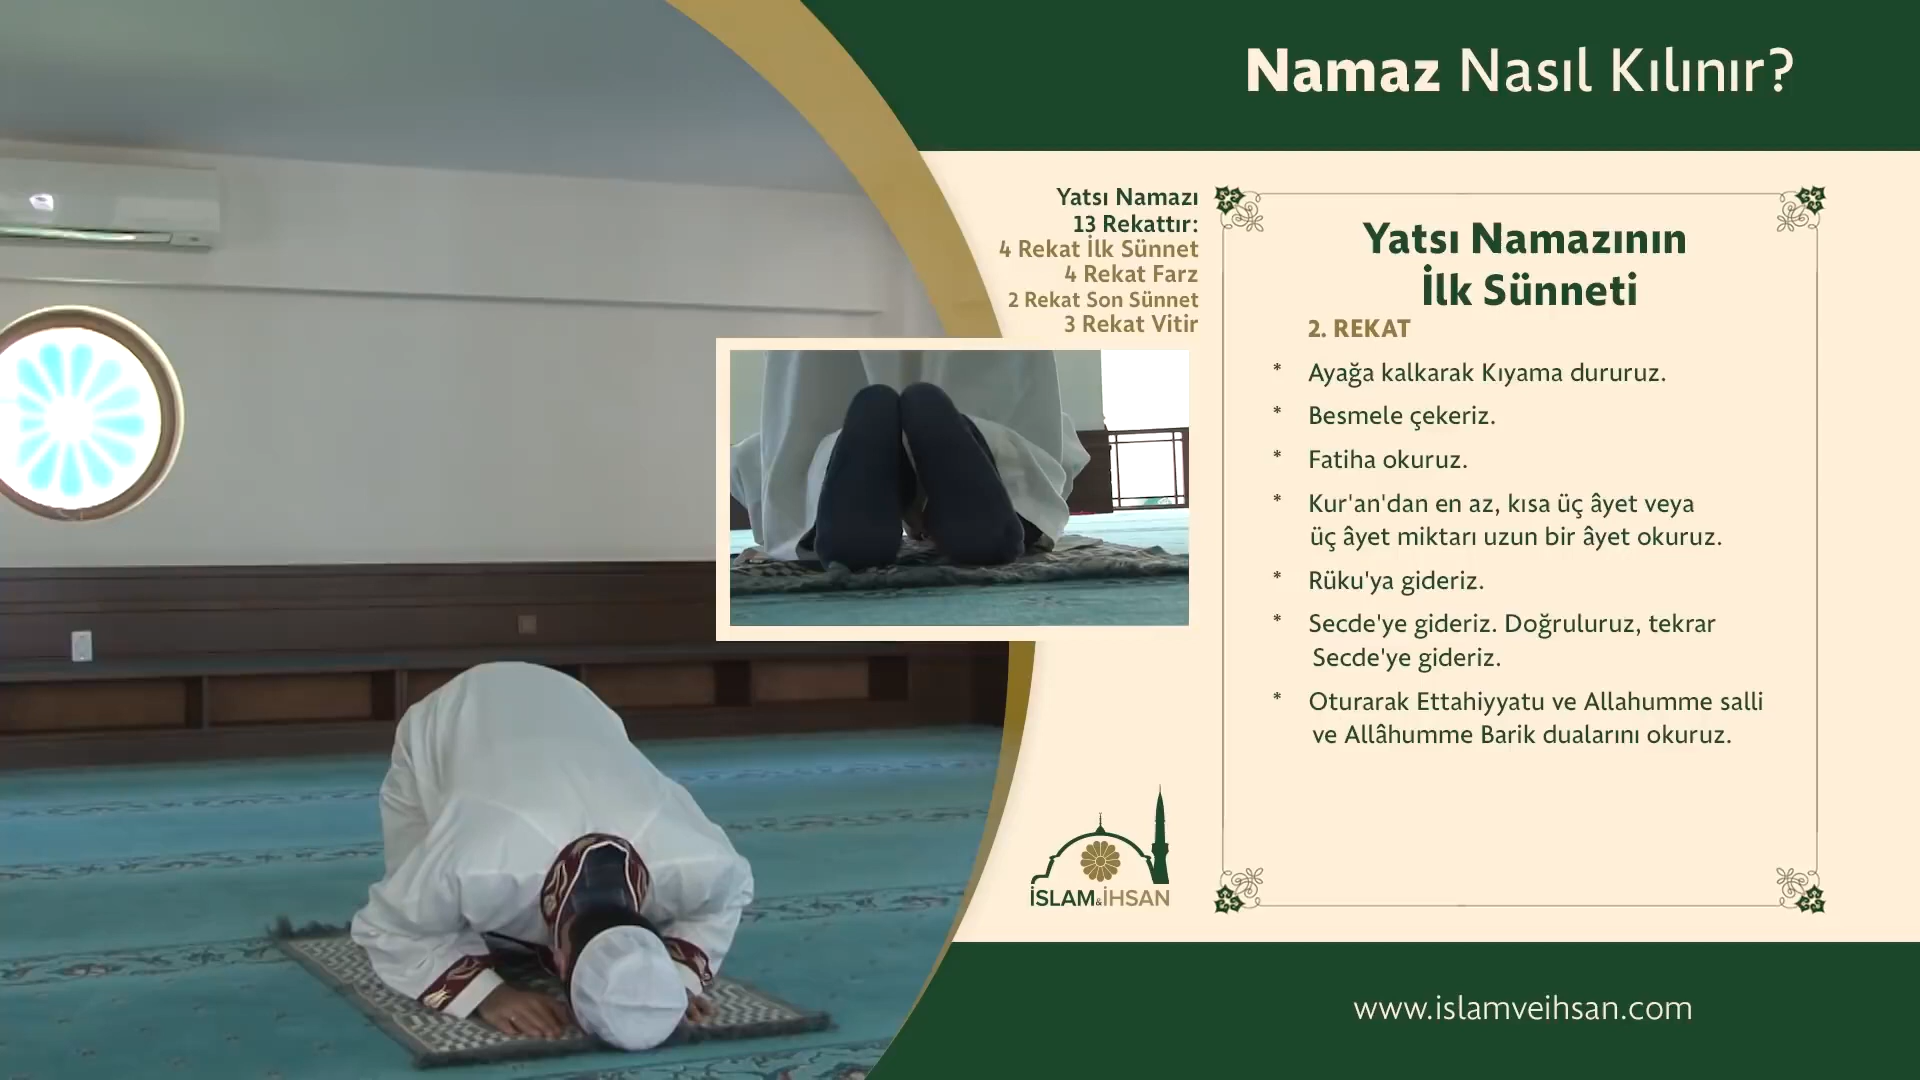 Namaz Nasıl Kılınır?
Yatsı Namazı
13 Rekattır:
4 Rekat İlk Sünnet
4 Rekat Farz
2 Rekat Son Sünnet
3 Rekat Vitir
Yatsı Namazının
İlk Sünneti
2. REKAT
* Ayağa kalkarak Kıyama dururuz.
* Besmele çekeriz.
* Fatiha okuruz.
* Kur'an'dan en az, kısa üç âyet veya
üç âyet miktarı uzun bir âyet okuruz.
* Rüku'ya gideriz.
* Secde'ye gideriz. Doğruluruz, tekrar
Secde'ye gideriz.
* Oturarak Ettahiyyatu ve Allahumme salli
ve Allâhumme Barik dualarını okuruz.
İSLAM&İHSAN
www.islamveihsan.com